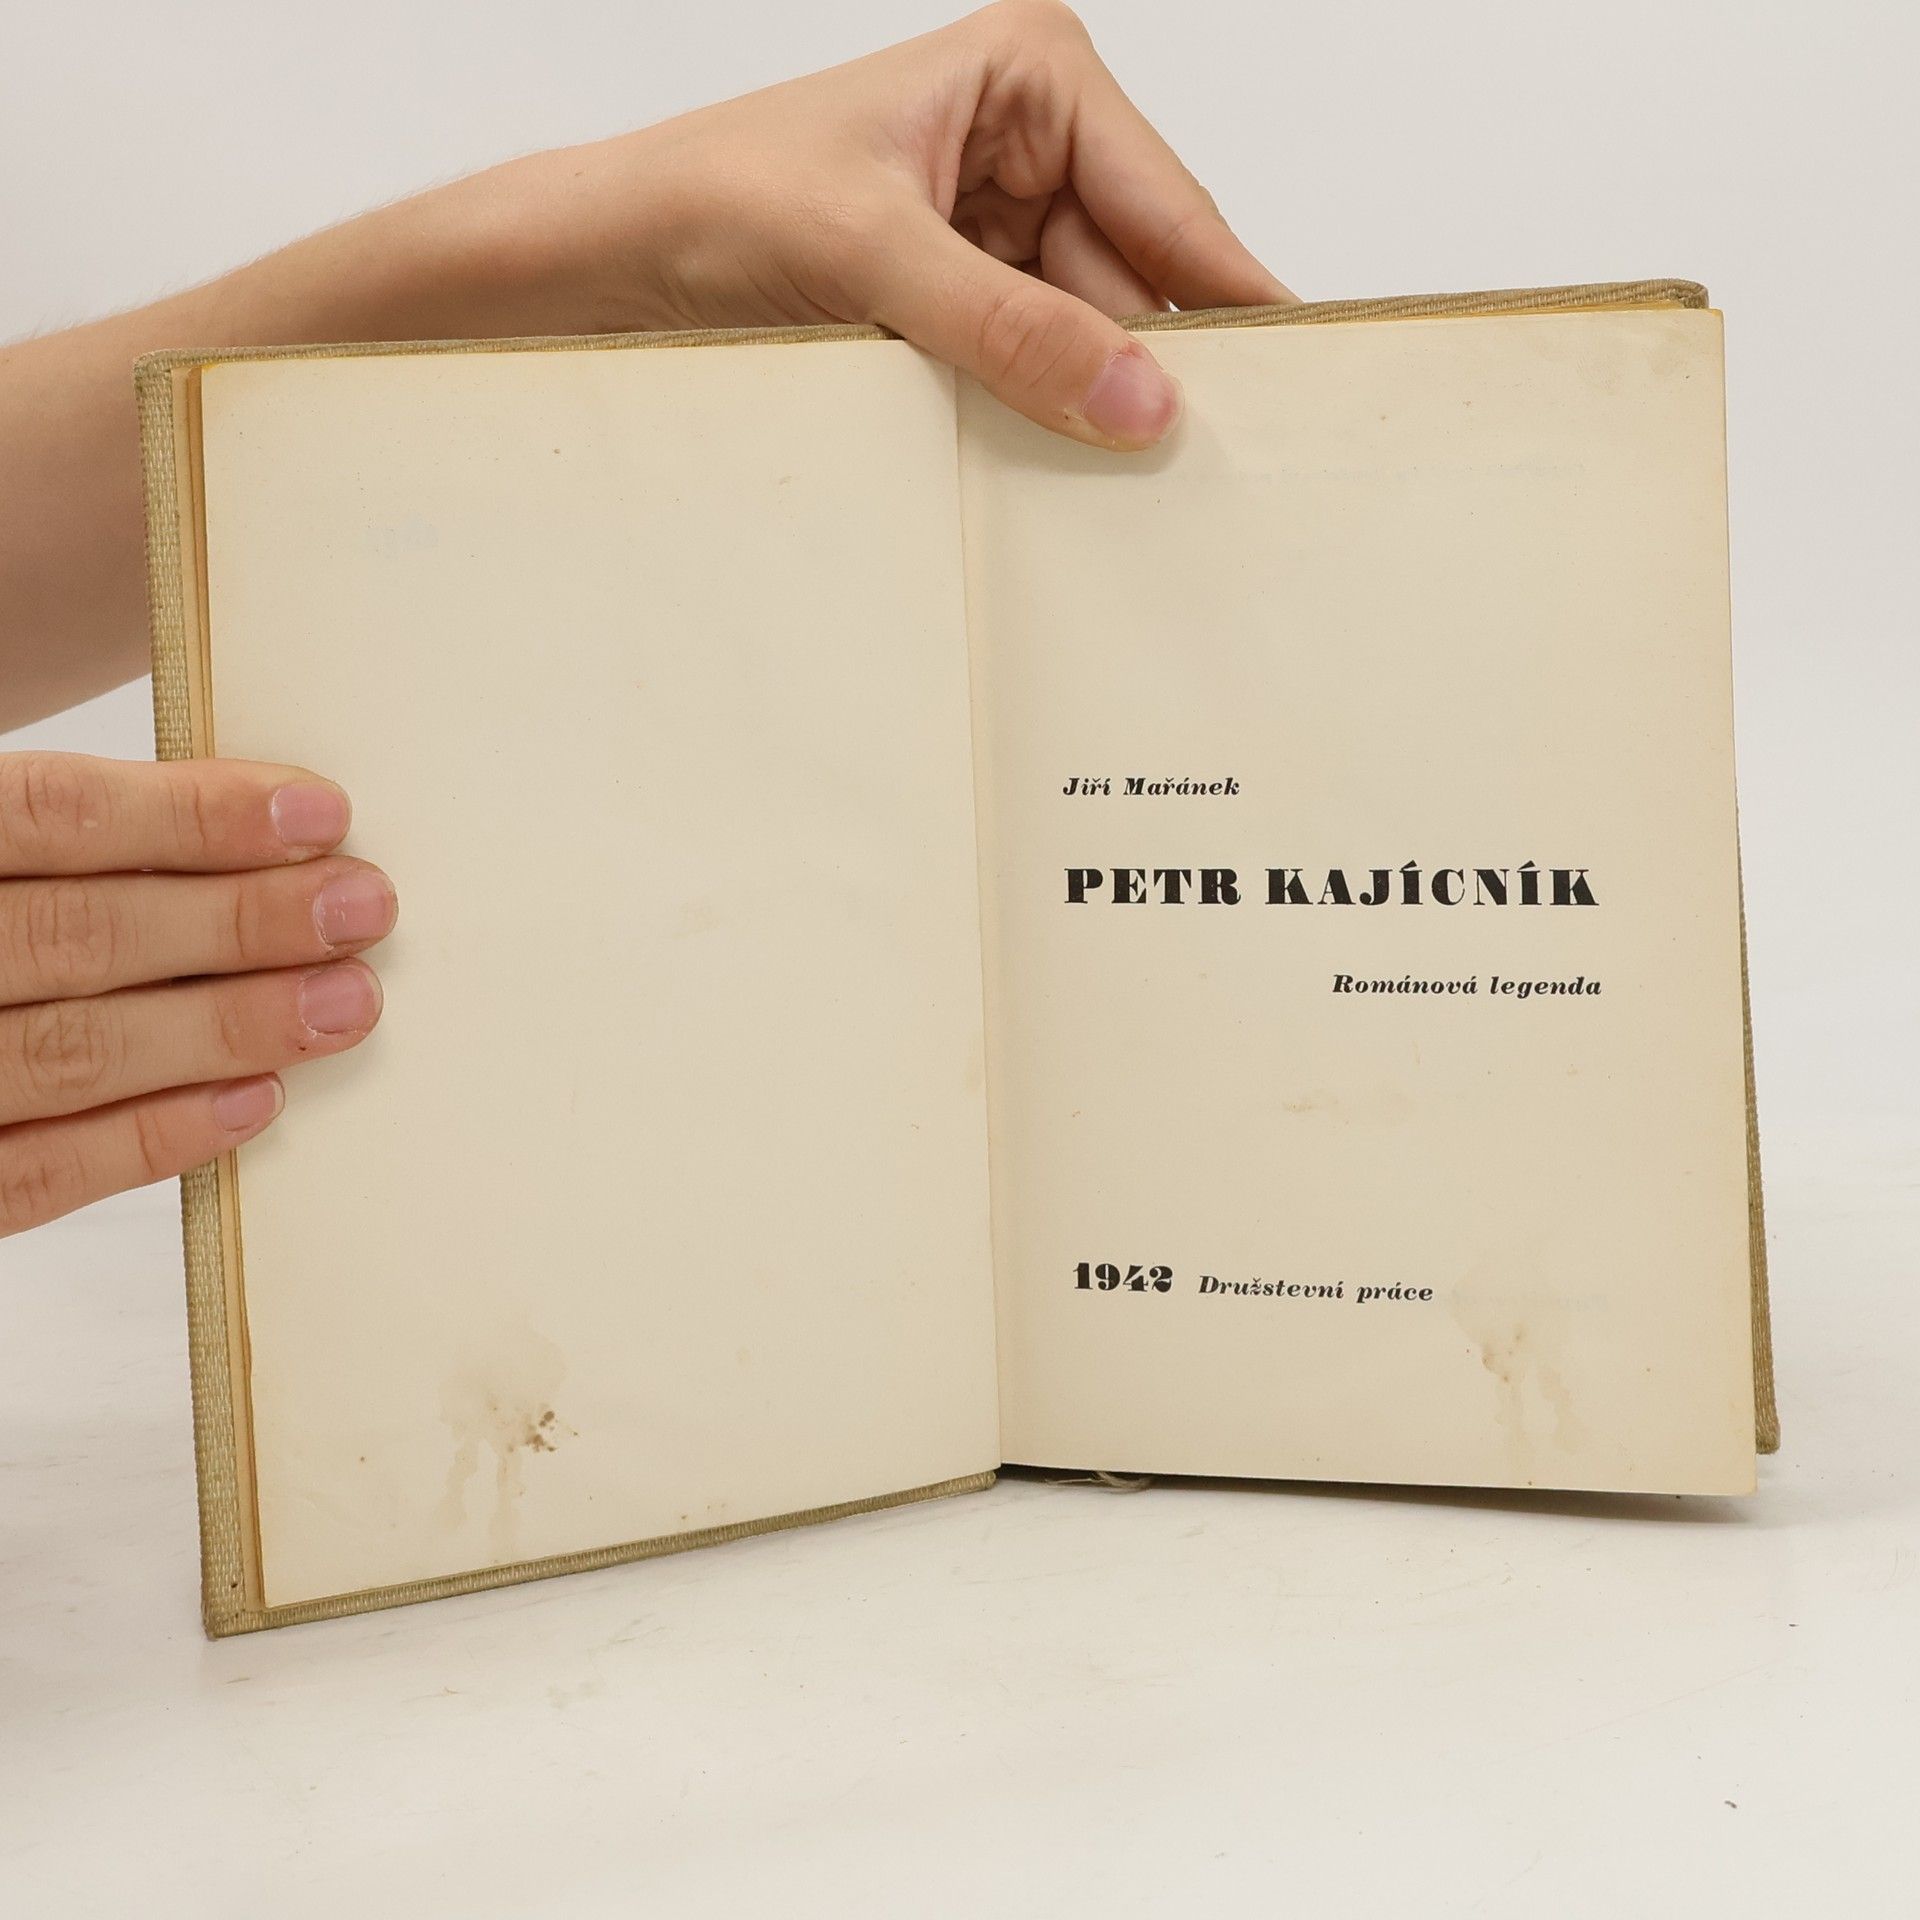 Jiří Mařánek
PETR KAJÍCNÍK
Románová legenda
1942 Družstevní práce